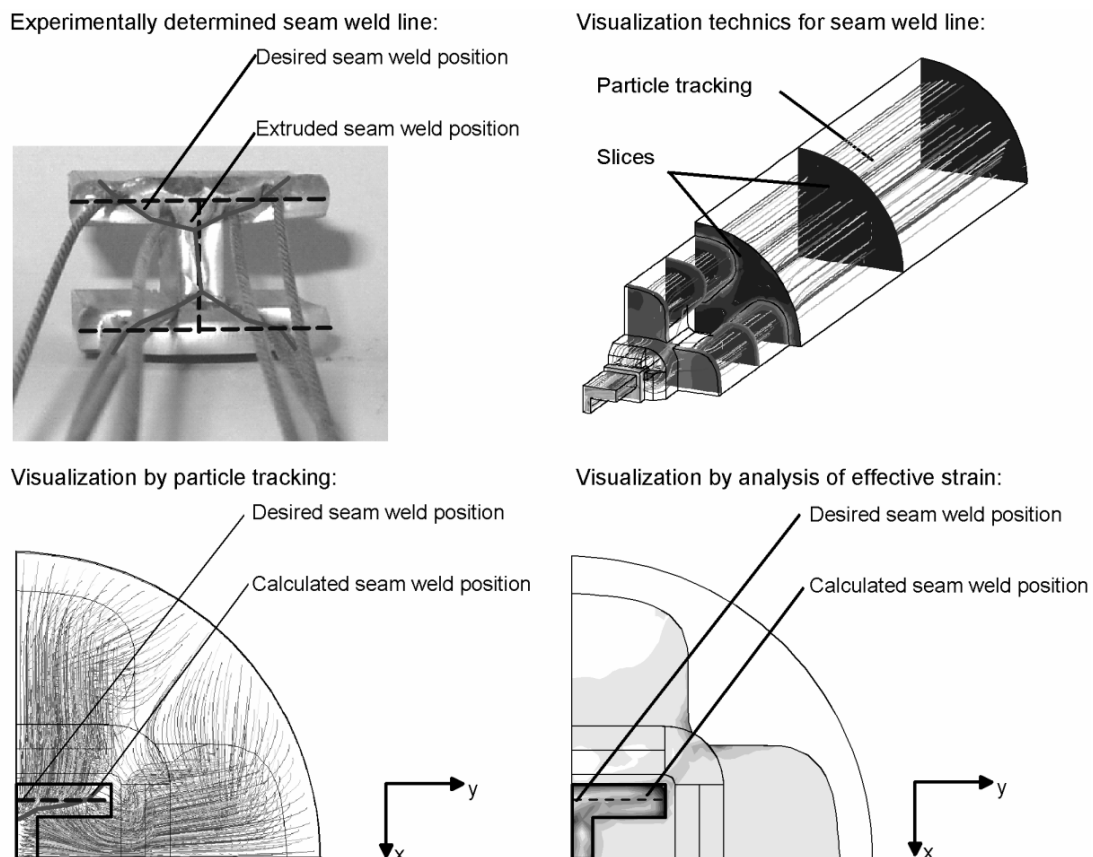 Experimentally determined seam weld line:
Desired seam weld position
Extruded seam weld position
Visualization technics for seam weld line:
Particle tracking
Slices
Visualization by particle tracking:
Desired seam weld position
Calculated seam weld position
y
x
Visualization by analysis of effective strain:
Desired seam weld position
Calculated seam weld position
y
x